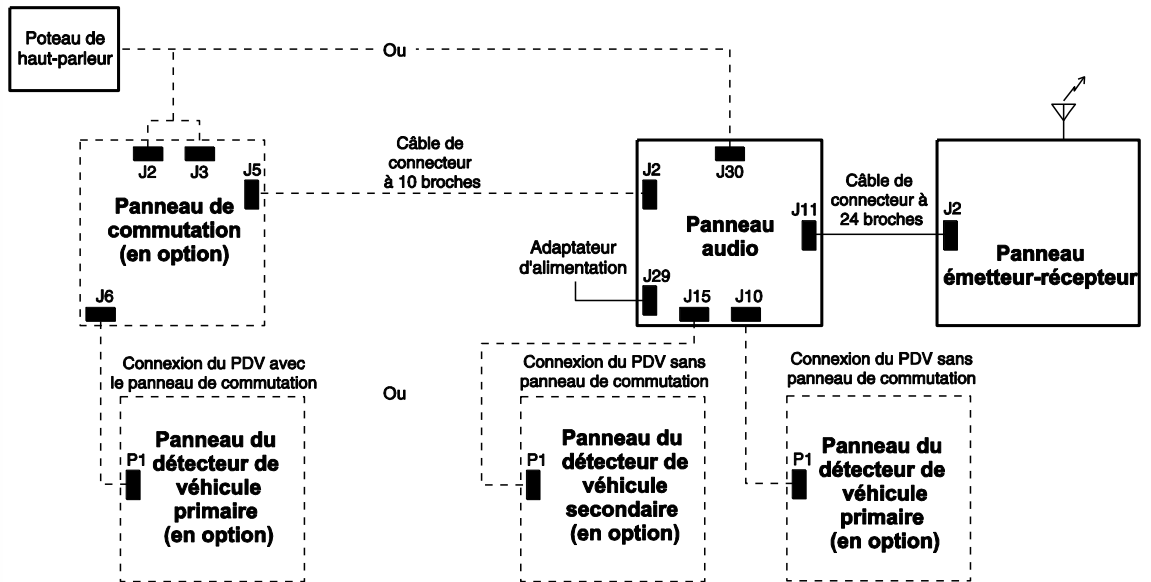 Poteau de
haut-parleur
Ou
J2
J3
J5
Panneau de
commutation
(en option)
J6
Câble de
connecteur
à 10 broches
J2
J30
Panneau
audio
J11
Adaptateur
d'alimentation
J29
J15
J10
Câble de
connecteur à
24 broches
J2
Panneau
émetteur-récepteur
Connexion du PDV avec
le panneau de commutation
P1
Panneau du
détecteur de
véhicule
primaire
(en option)
Ou
Connexion du PDV sans
panneau de commutation
P1
Panneau du
détecteur de
véhicule
secondaire
(en option)
Connexion du PDV sans
panneau de commutation
P1
Panneau du
détecteur de
véhicule
primaire
(en option)